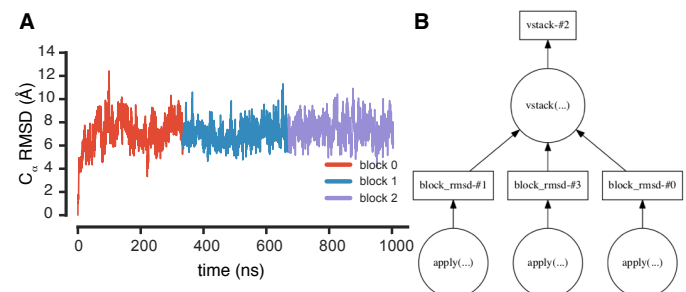 A
14
12
10
8
6
4
2
0
Cα RMSD (Å)
0 200 400 600 800 1000
time (ns)
block 0
block 1
block 2
B
vstack-#2
vstack(...)
block_rmsd-#1 block_rmsd-#3 block_rmsd-#0
apply(...) apply(...) apply(...)